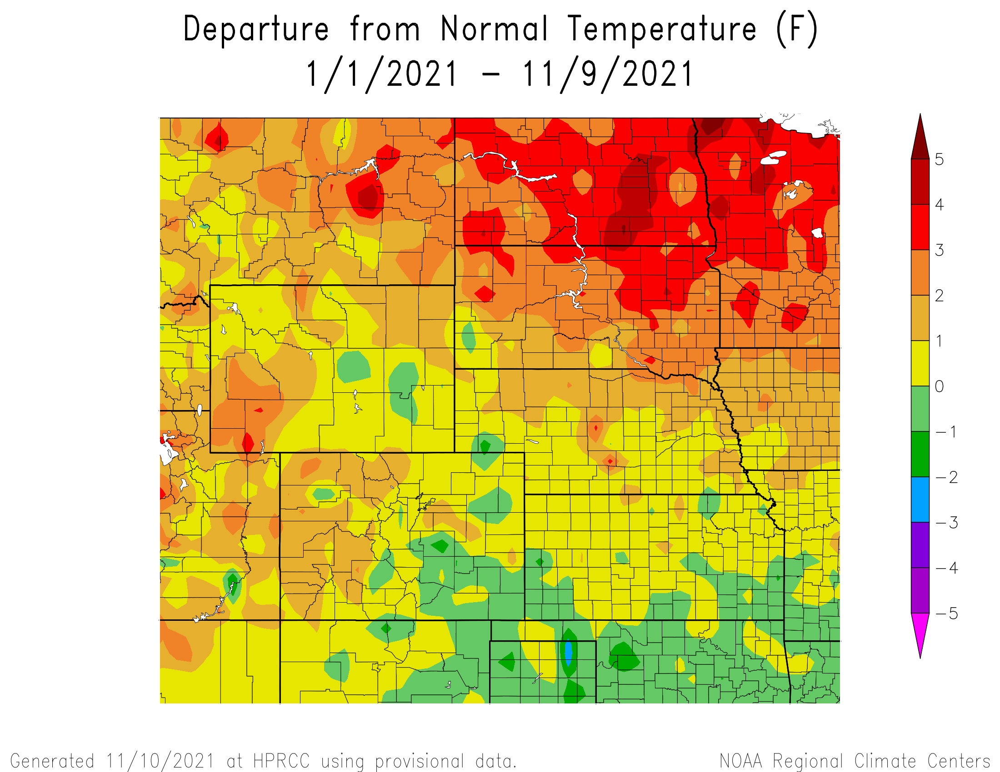 Departure from Normal Temperature (F)
1/1/2021 – 11/9/2021
5
4
3
2
1
0
−1
−2
−3
−4
−5
Generated 11/10/2021 at HPRCC using provisional data.
NOAA Regional Climate Centers